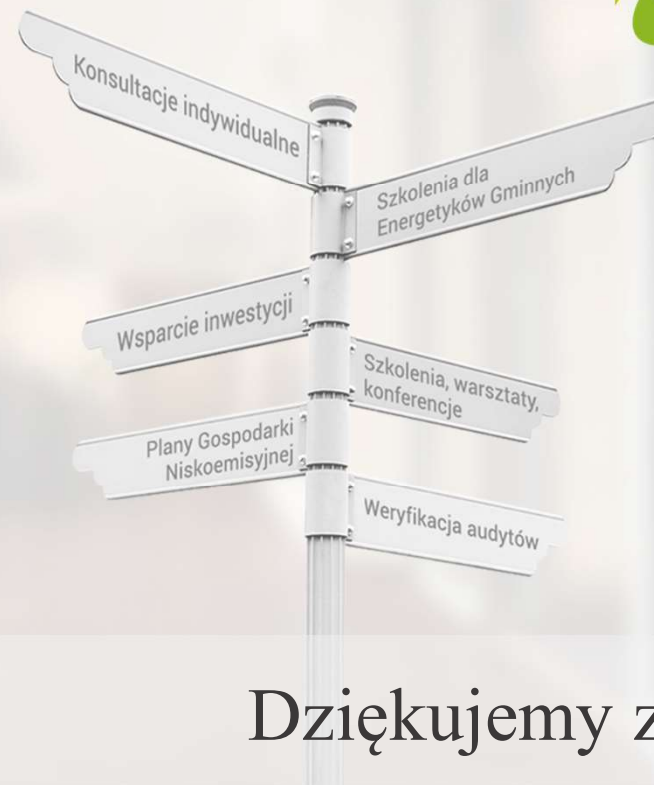 Konsultacje indywidualne
Szkolenia dla
Energetyków Gminnych
Wsparcie inwestycji
Szkolenia, warsztaty,
konferencje
Plany Gospodarki
Niskoemisyjnej
Weryfikacja audytów
Dziękujemy z